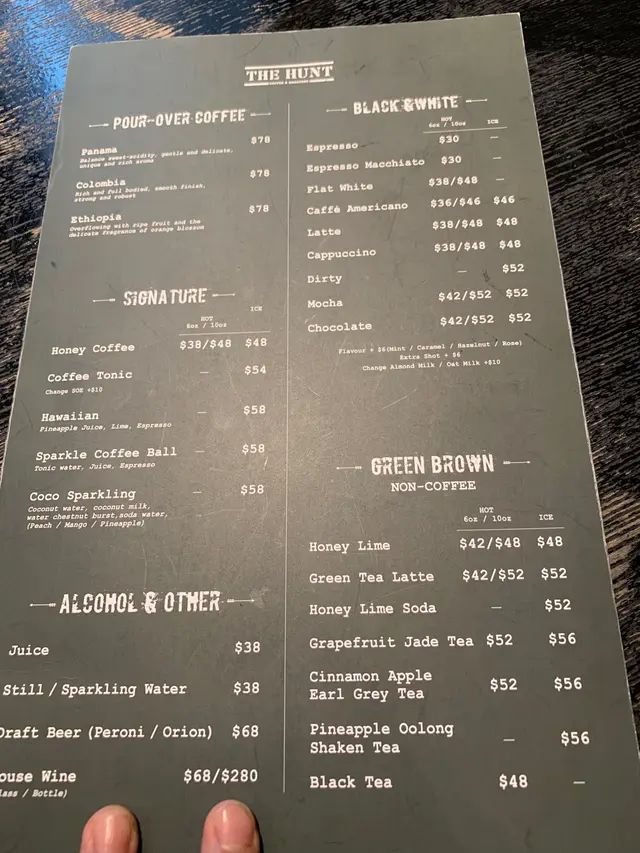 THE HUNT
POUR-OVER COFFEE
Panama $78
Balance sweet-acidity, gentle and delicate,
unique and rich aroma
Colombia $78
Rich and full bodied, smooth finish,
strong and robust
Ethiopia $78
Overflowing with ripe fruit and the
delicate fragrance of orange blossom
SIGNATURE
HOT ICE
6oz / 10oz
Honey Coffee $38/$48 $48
Coffee Tonic — $54
Change SOE +$10
Hawaiian — $58
Pineapple Juice, Lime, Espresso
Sparkle Coffee Ball — $58
Tonic water, Juice, Espresso
Coco Sparkling — $58
Coconut water, coconut milk,
water chestnut burst, soda water,
(Peach / Mango / Pineapple)
ALCOHOL & OTHER
Juice $38
Still / Sparkling Water $38
Draft Beer (Peroni / Orion) $68
ouse Wine $68/$280
lass / Bottle)
BLACK & WHITE
HOT ICE
6oz / 10oz
Espresso $30 —
Espresso Macchiato $30 —
Flat White $38/$48 —
Caffè Americano $36/$46 $46
Latte $38/$48 $48
Cappuccino $38/$48 $48
Dirty — $52
Mocha $42/$52 $52
Chocolate $42/$52 $52
Flavour + $6(Mint / Caramel / Hazelnut / Rose)
Extra Shot + $6
Change Almond Milk / Oat Milk +$10
GREEN BROWN
NON-COFFEE
HOT ICE
6oz / 10oz
Honey Lime $42/$48 $48
Green Tea Latte $42/$52 $52
Honey Lime Soda — $52
Grapefruit Jade Tea $52 $56
Cinnamon Apple
Earl Grey Tea $52 $56
Pineapple Oolong
Shaken Tea — $56
Black Tea $48 —